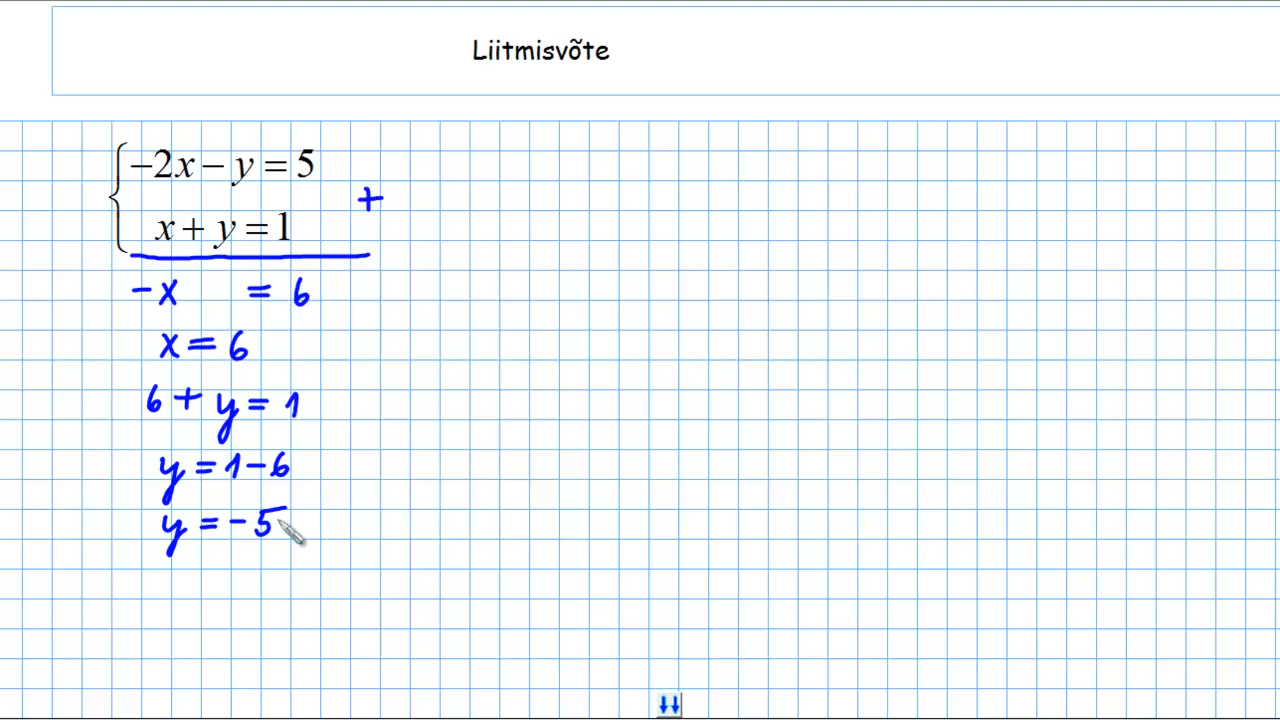 Liitmisvõte
−2x − y = 5
x + y = 1
+
-x = 6
x = 6
6 + y = 1
y = 1 - 6
y = - 5